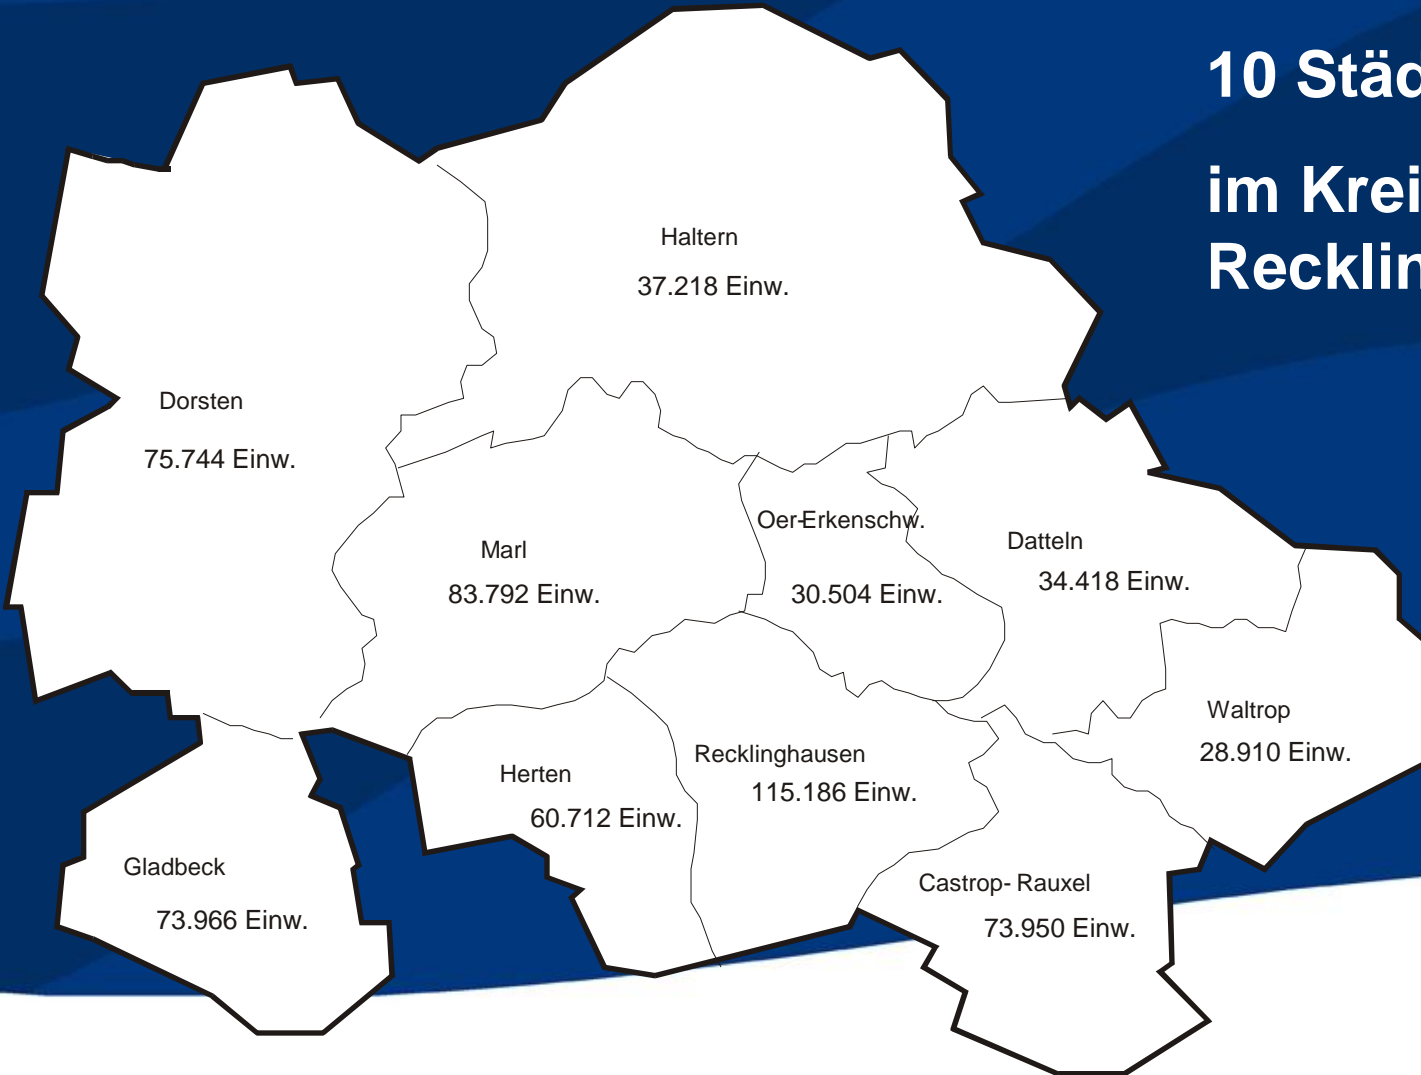 10 Städ
im Krei
Recklin
Haltern
37.218 Einw.
Dorsten
75.744 Einw.
Marl
83.792 Einw.
Oer-Erkenschw.
30.504 Einw.
Datteln
34.418 Einw.
Waltrop
28.910 Einw.
Recklinghausen
115.186 Einw.
Herten
60.712 Einw.
Gladbeck
73.966 Einw.
Castrop- Rauxel
73.950 Einw.